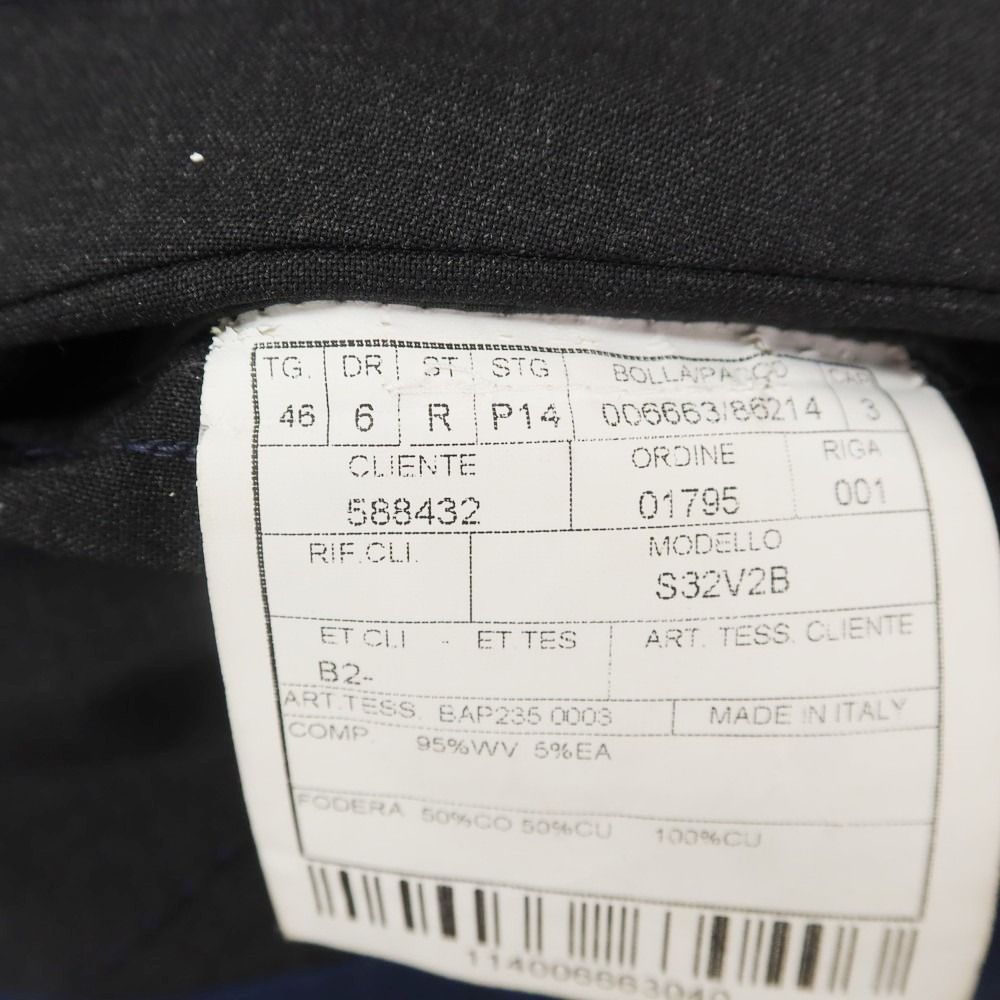 TG. DR ST STG BOLLA/PACCO CAP
46 6 R P14 006663/86214 3
CLIENTE ORDINE RIGA
588432 01795 001
RIF.CLI. MODELLO
S32V2B
ET CLI - ET TES ART. TESS. CLIENTE
B2-
ART.TESS. BAP235 0003 MADE IN ITALY
COMP. 95%WV 5%EA
FODERA 50%CO 50%CU 100%CU
114006663040